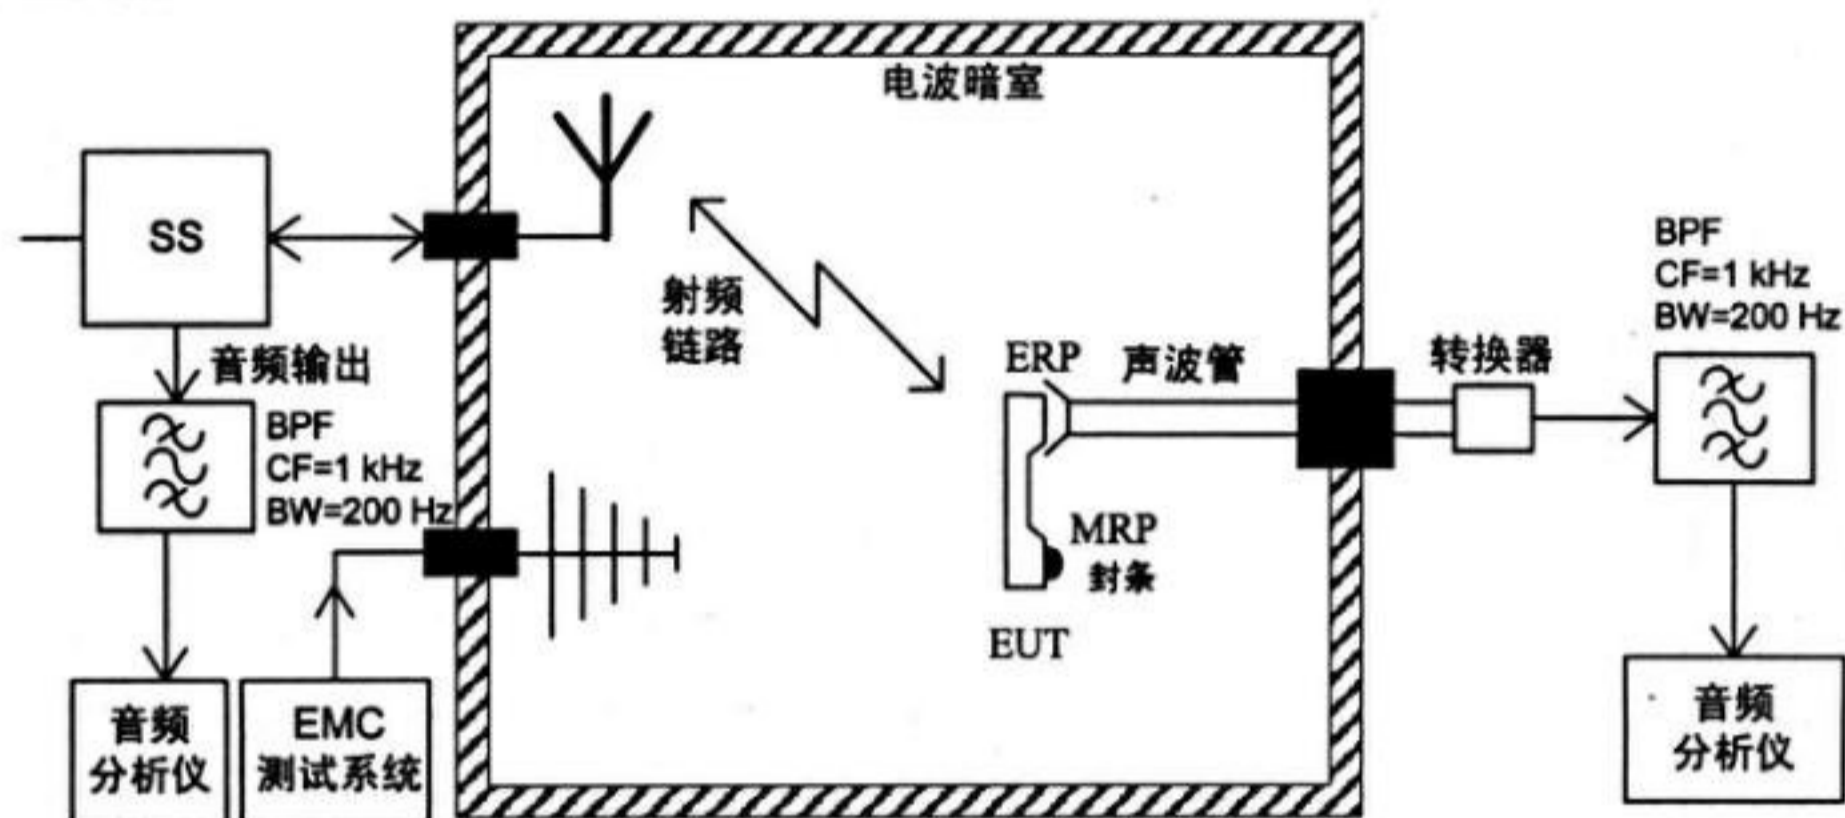 电波暗室
SS
射频
链路
音频输出
BPF
CF=1 kHz
BW=200 Hz
ERP
声波管
转换器
BPF
CF=1 kHz
BW=200 Hz
MRP
封条
EUT
音频
分析仪
EMC
测试系统
音频
分析仪